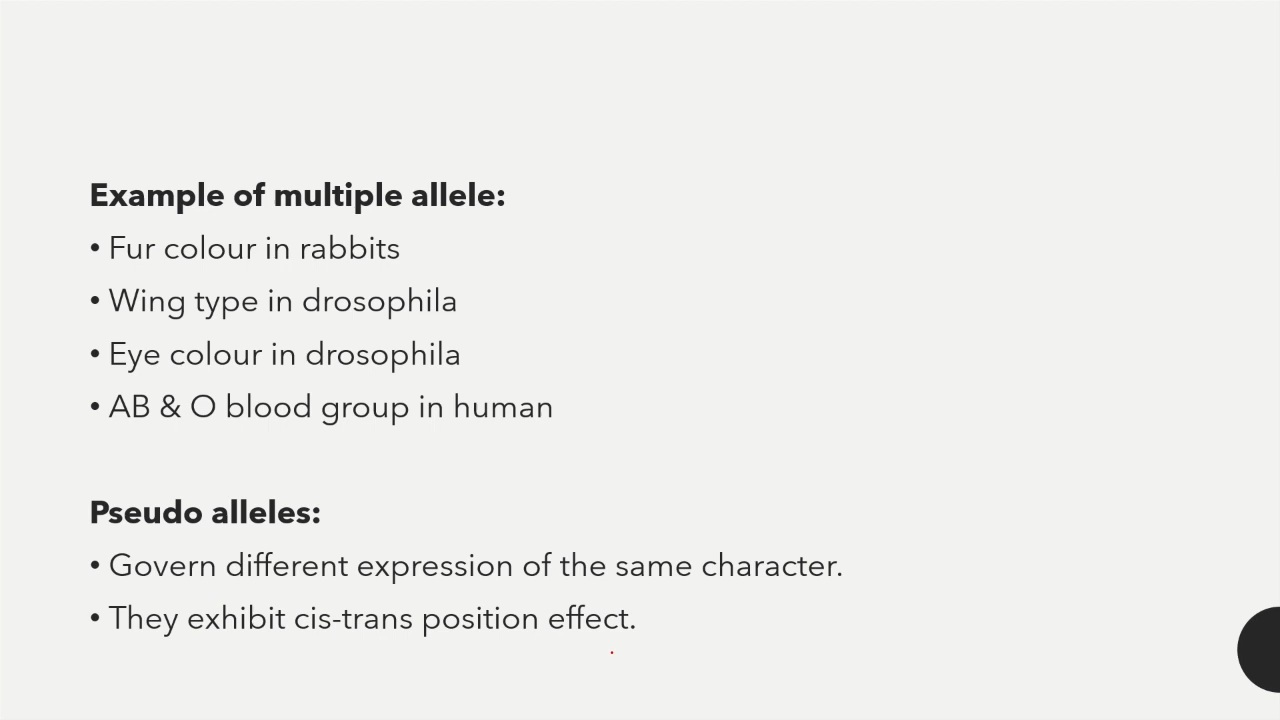 Example of multiple allele:
• Fur colour in rabbits
• Wing type in drosophila
• Eye colour in drosophila
• AB & O blood group in human
Pseudo alleles:
• Govern different expression of the same character.
• They exhibit cis-trans position effect.